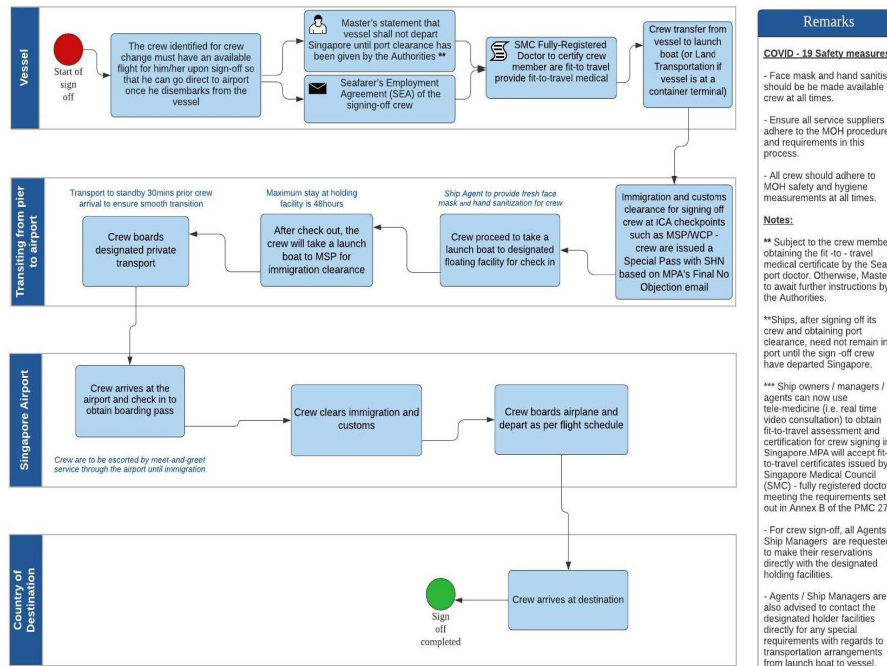 Vessel
Start of
sign
off
The crew identified for crew
change must have an available
flight for him/her upon sign-off so
that he can go direct to airport
once he disembarks from the
vessel
Master's statement that
vessel shall not depart
Singapore until port clearance has
been given by the Authorities **
Seafarer's Employment
Agreement (SEA) of the
signing-off crew
SMC Fully-Registered
Doctor to certify crew
member are fit-to travel
provide fit-to-travel medical
Crew transfer from
vessel to launch
boat (or Land
Transportation if
vessel is at a
container terminal)
Transiting from pier
to airport
Transport to standby 30mins prior crew
arrival to ensure smooth transition
Crew boards
designated private
transport
Maximum stay at holding
facility is 48hours
After check out, the
crew will take a launch
boat to MSP for
immigration clearance
Ship Agent to provide fresh face
mask and hand sanitization for crew
Crew proceed to take a
launch boat to designated
floating facility for check in
Immigration and customs
clearance for signing off
crew at ICA checkpoints
such as MSP/WCP -
crew are issued a
Special Pass with SHN
based on MPA's Final No
Objection email
Singapore Airport
Crew arrives at the
airport and check in to
obtain boarding pass
Crew are to be escorted by meet-and-greet
service through the airport until immigration
Crew clears immigration and
customs
Crew boards airplane and
depart as per flight schedule
Country of
Destination
Sign
off
completed
Crew arrives at destination
Remarks
COVID - 19 Safety measures
- Face mask and hand sanitis
should be be made available
crew at all times.
- Ensure all service suppliers
adhere to the MOH procedure
and requirements in this
process.
- All crew should adhere to
MOH safety and hygiene
measurements at all times.
Notes:
** Subject to the crew membe
obtaining the fit -to - travel
medical certificate by the Sea
port doctor. Otherwise, Maste
to await further instructions by
the Authorities.
**Ships, after signing off its
crew and obtaining port
clearance, need not remain in
port until the sign -off crew
have departed Singapore.
*** Ship owners / managers /
agents can now use
tele-medicine (i.e. real time
video consultation) to obtain
fit-to-travel assessment and
certification for crew signing in
Singapore.MPA will accept fit-
to-travel certificates issued by
Singapore Medical Council
(SMC) - fully registered docto
meeting the requirements set
out in Annex B of the PMC 27
- For crew sign-off, all Agents
Ship Managers are requested
to make their reservations
directly with the designated
holding facilities.
- Agents / Ship Managers are
also advised to contact the
designated holder facilities
directly for any special
requirements with regards to
transportation arrangements
from launch boat to vessel.